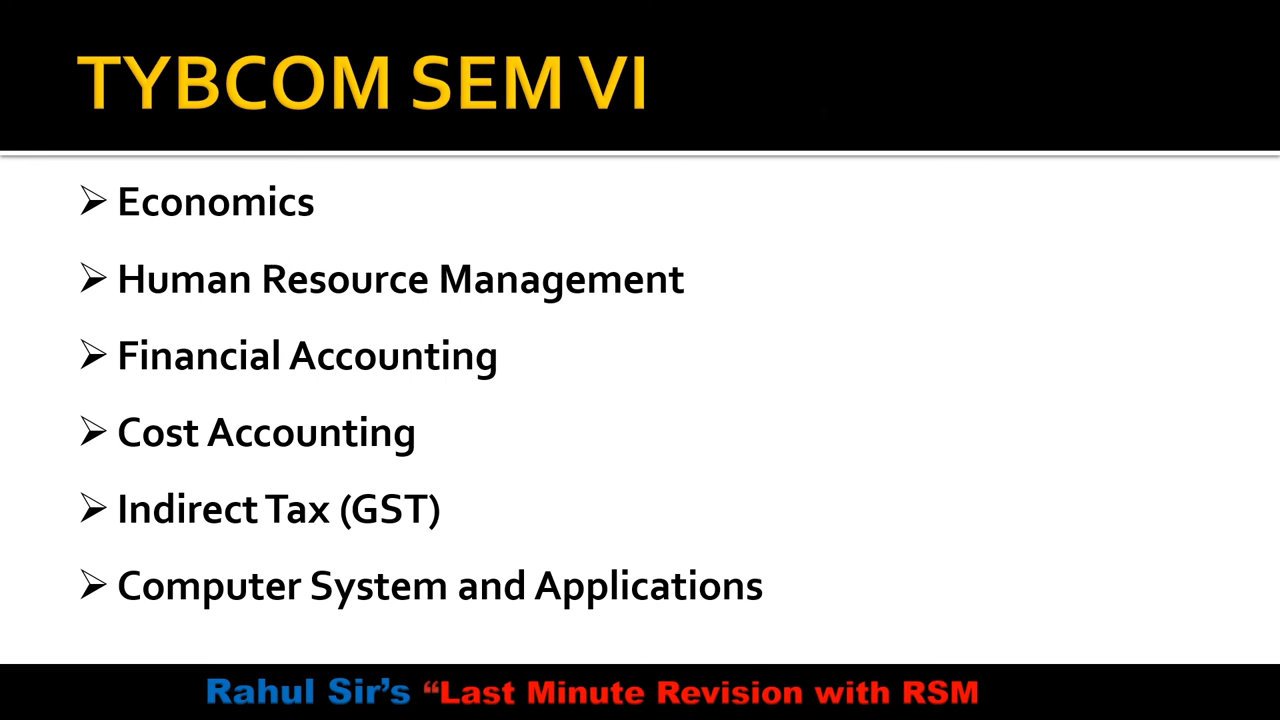 TYBCOM SEM VI
Economics
Human Resource Management
Financial Accounting
Cost Accounting
Indirect Tax (GST)
Computer System and Applications
Rahul Sir’s “Last Minute Revision with RSM